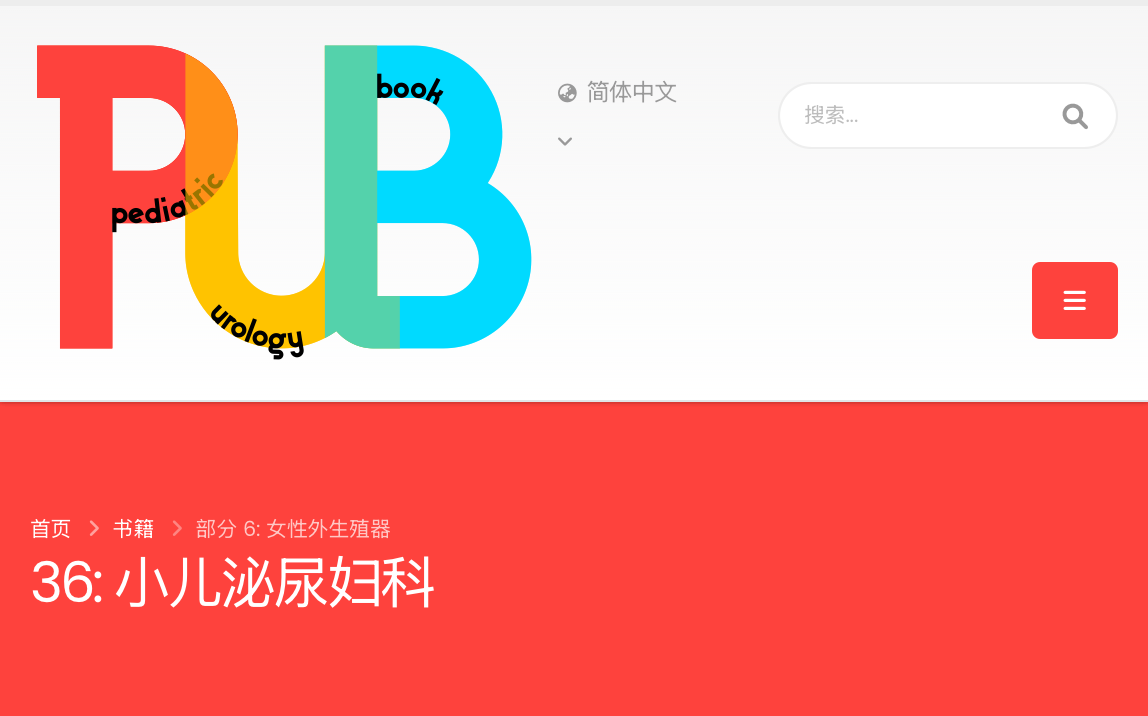 PUB
book
pediatric
urology
简体中文
搜索...
首页 书籍 部分 6: 女性外生殖器
36: 小儿泌尿妇科